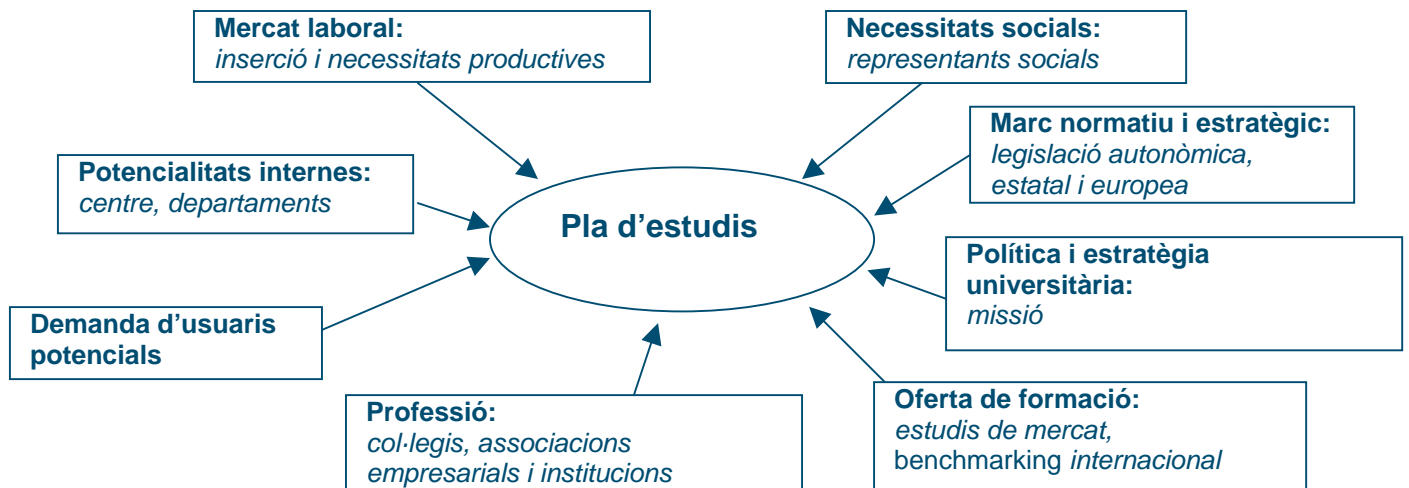 Mercat laboral:
inserció i necessitats productives
Necessitats socials:
representants socials
Marc normatiu i estratègic:
legislació autonòmica,
estatal i europea
Potencialitats internes:
centre, departaments
Pla d’estudis
Política i estratègia
universitària:
missió
Demanda d’usuaris
potencials
Professió:
col·legis, associacions
empresarials i institucions
Oferta de formació:
estudis de mercat,
benchmarking internacional